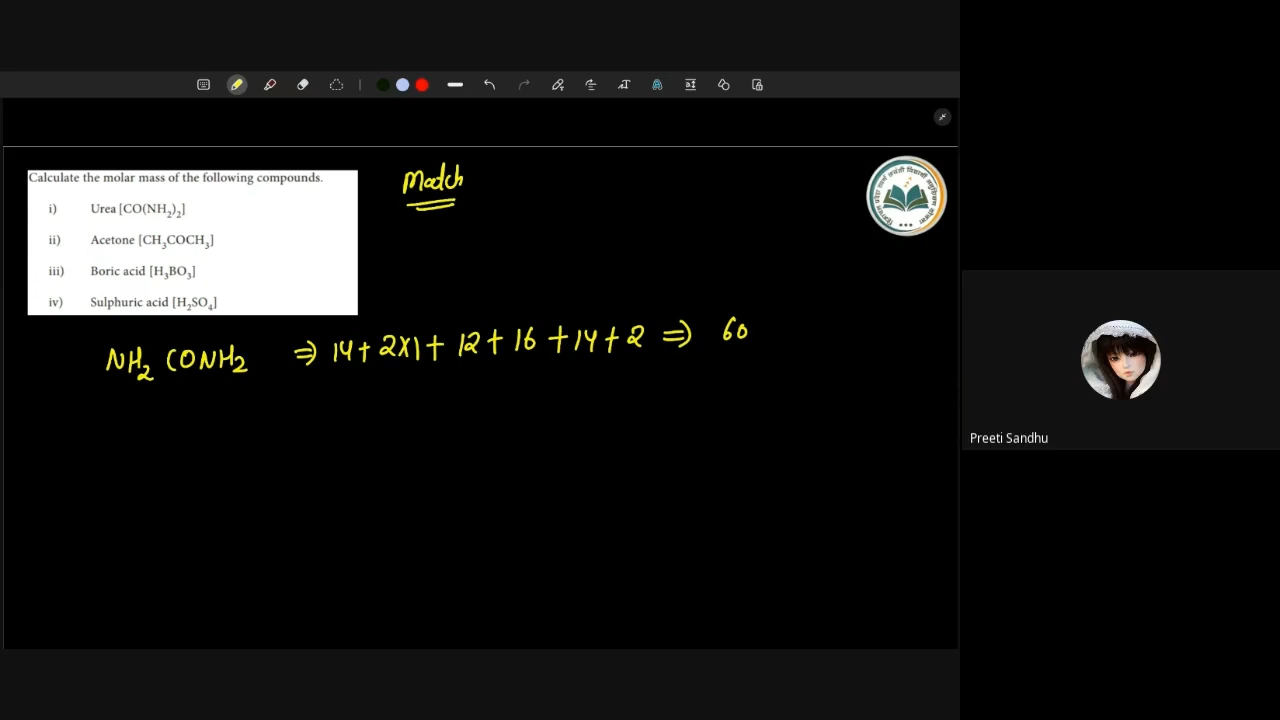 Match
Calculate the molar mass of the following compounds.
i) Urea [CO(NH₂)₂]
ii) Acetone [CH₃COCH₃]
iii) Boric acid [H₃BO₃]
iv) Sulphuric acid [H₂SO₄]
NH₂ CONH₂ ⇒ 14 + 2×1 + 12 + 16 + 14 + 2 ⇒ 60
Preeti Sandhu